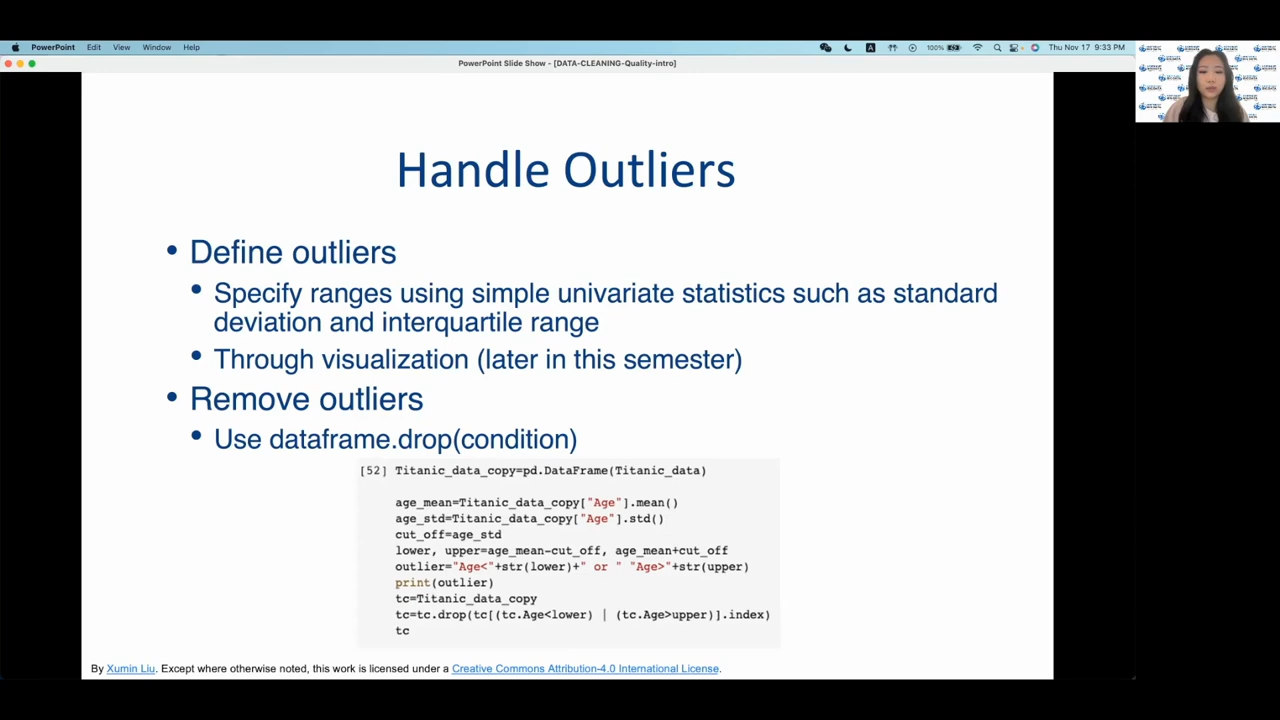 PowerPoint Edit View Window Help 100% Thu Nov 17 9:33 PM
PowerPoint Slide Show - [DATA-CLEANING-Quality-intro]
Handle Outliers
• Define outliers
• Specify ranges using simple univariate statistics such as standard
deviation and interquartile range
• Through visualization (later in this semester)
• Remove outliers
• Use dataframe.drop(condition)
[52] Titanic_data_copy=pd.DataFrame(Titanic_data)
age_mean=Titanic_data_copy["Age"].mean()
age_std=Titanic_data_copy["Age"].std()
cut_off=age_std
lower, upper=age_mean-cut_off, age_mean+cut_off
outlier="Age<"+str(lower)+" or " "Age>"+str(upper)
print(outlier)
tc=Titanic_data_copy
tc=tc.drop(tc[(tc.Age<lower) | (tc.Age>upper)].index)
tc
By Xumin Liu. Except where otherwise noted, this work is licensed under a Creative Commons Attribution-4.0 International License.